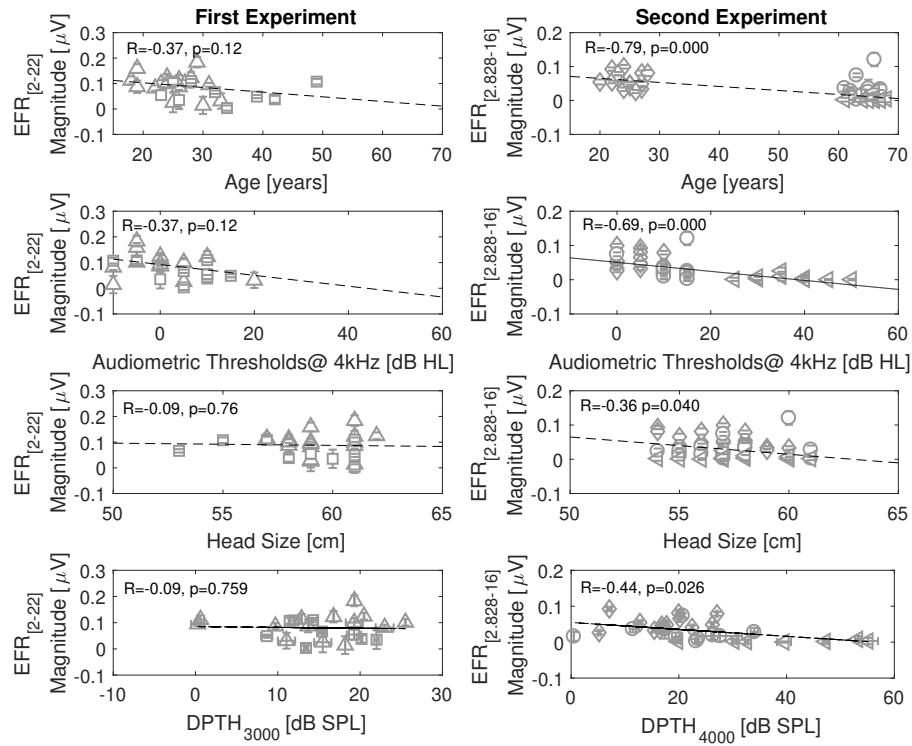 First Experiment
Second Experiment
EFR[2-22]
Magnitude [ μV]
0.3
0.2
0.1
0
-0.1
R=-0.37, p=0.12
20 30 40 50 60 70
Age [years]
EFR[2.828-16]
Magnitude [ μV]
0.2
0.1
0
-0.1
R=-0.79, p=0.000
20 30 40 50 60 70
Age [years]
EFR[2-22]
Magnitude [ μV]
0.3
0.2
0.1
0
-0.1
R=-0.37, p=0.12
0 20 40 60
Audiometric Thresholds@ 4kHz [dB HL]
EFR[2.828-16]
Magnitude [ μV]
0.2
0.1
0
-0.1
R=-0.69, p=0.000
0 20 40 60
Audiometric Thresholds@ 4kHz [dB HL]
EFR[2-22]
Magnitude [ μV]
0.3
0.2
0.1
0
-0.1
R=-0.09, p=0.76
50 55 60 65
Head Size [cm]
EFR[2.828-16]
Magnitude [ μV]
0.2
0.1
0
-0.1
R=-0.36 p=0.040
50 55 60 65
Head Size [cm]
EFR[2-22]
Magnitude [ μV]
0.3
0.2
0.1
0
-0.1
R=-0.09, p=0.759
-10 0 10 20 30
DPTH3000 [dB SPL]
EFR[2.828-16]
Magnitude [ μV]
0.2
0.1
0
-0.1
R=-0.44, p=0.026
0 20 40 60
DPTH4000 [dB SPL]